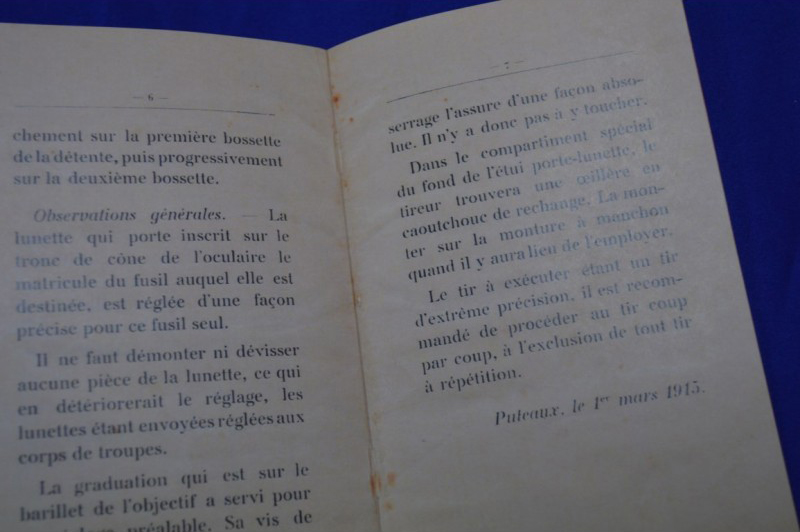 — 6 —
chement sur la première bossette
de la détente, puis progressivement
sur la deuxième bossette.
Observations générales. — La
lunette qui porte inscrit sur le
tronc de cône de l'oculaire le
matricule du fusil auquel elle est
destinée, est réglée d'une façon
précise pour ce fusil seul.
Il ne faut démonter ni dévisser
aucune pièce de la lunette, ce qui
en détériorerait le réglage, les
lunettes étant envoyées réglées aux
corps de troupes.
La graduation qui est sur le
barillet de l'objectif a servi pour
préalable. Sa vis de
— 7 —
serrage l'assure d'une façon abso-
lue. Il n'y a donc pas à y toucher.
Dans le compartiment spécial
du fond de l'étui porte-lunette, le
tireur trouvera une œillère en
caoutchouc de rechange. La mon-
ter sur la monture à manchon
quand il y aura lieu de l'employer.
Le tir à exécuter étant un tir
d'extrême précision, il est recom-
mandé de procéder au tir coup
par coup, à l'exclusion de tout tir
à répétition.
Puteaux, le 1er mars 1915.